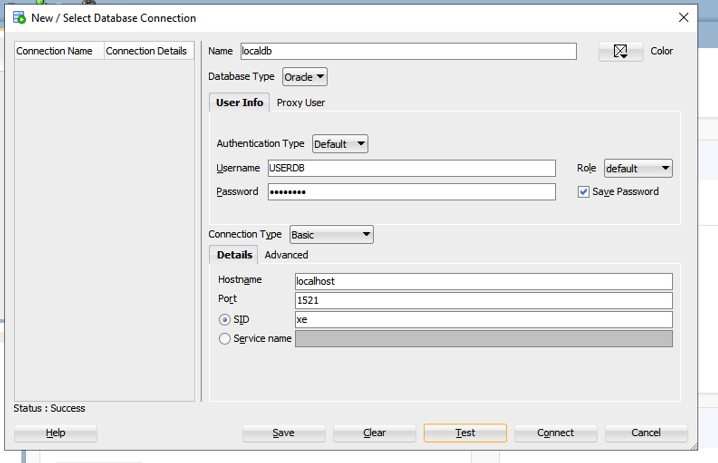 New / Select Database Connection
Connection Name Connection Details
Name localdb Color
Database Type Oracle
User Info Proxy User
Authentication Type Default
Username USERDB Role default
Password •••••••• Save Password
Connection Type Basic
Details Advanced
Hostname localhost
Port 1521
SID xe
Service name
Status : Success
Help Save Clear Test Connect Cancel